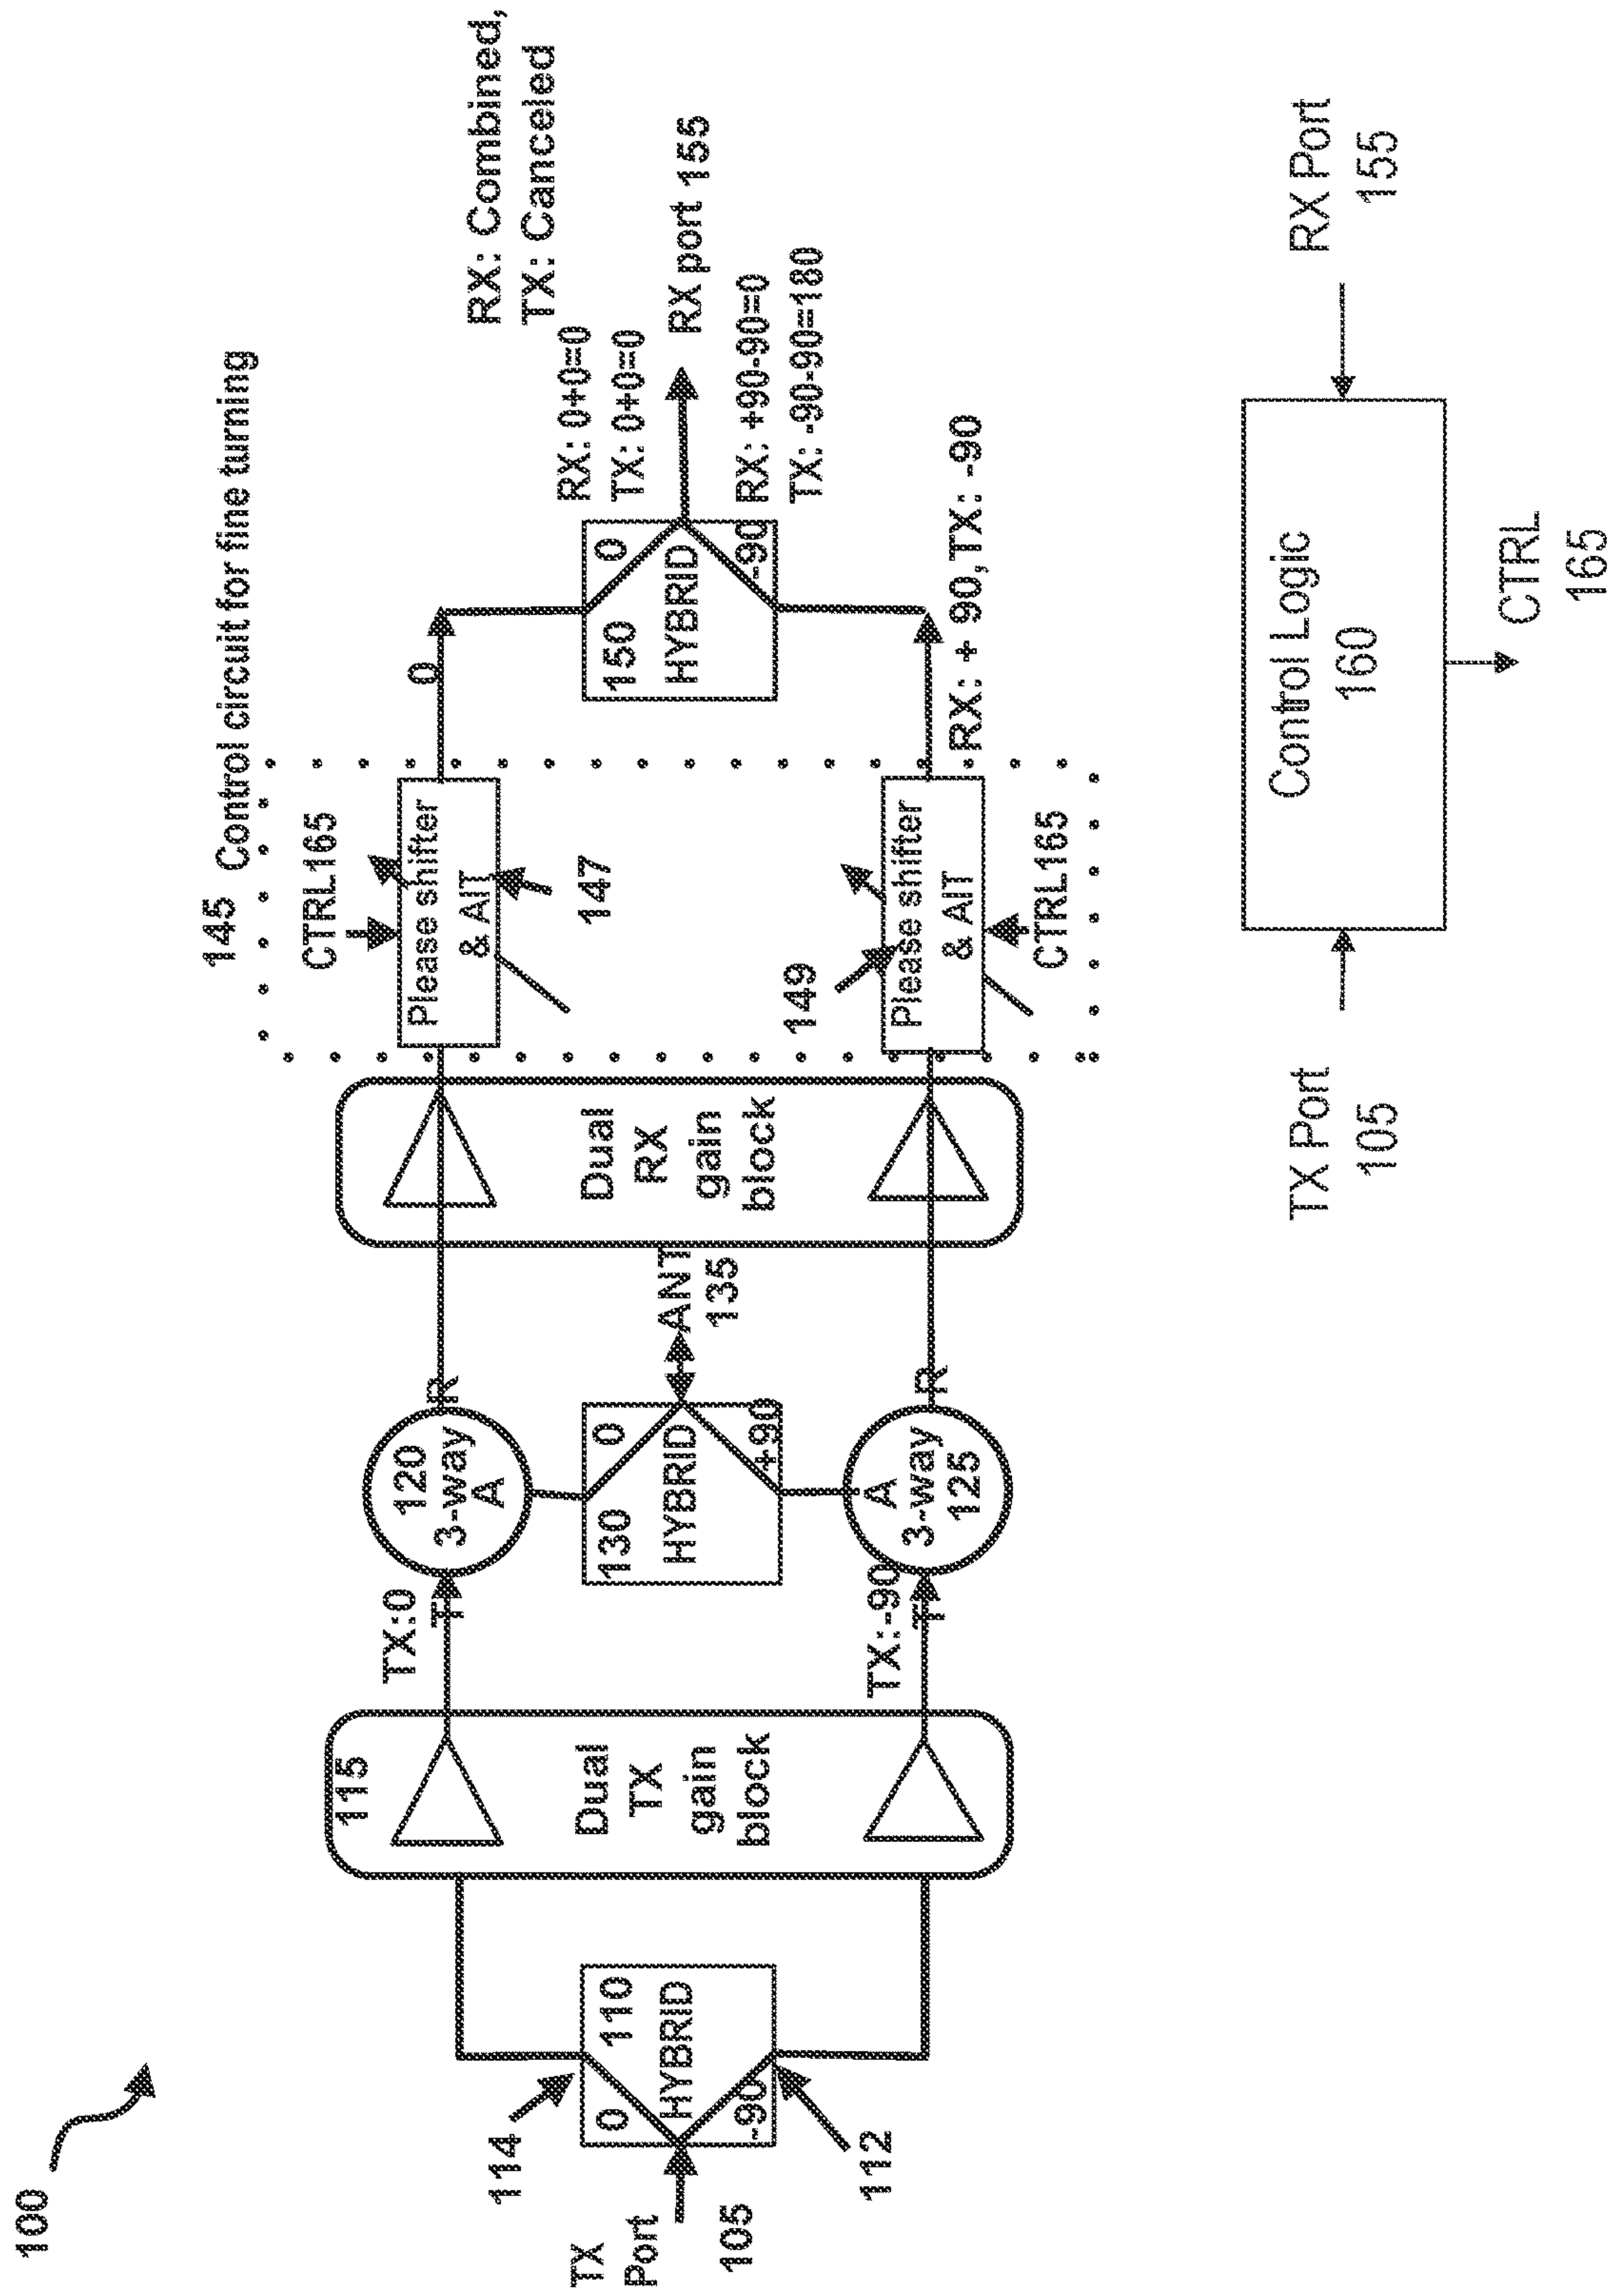 100
TX
Port
105
114
112
0
110
HYBRID
-90
115
Dual
TX
gain
block
TX:0
T
TX:-90
T
120
3-way
A
R
130
0
HYBRID
+90
A
3-way
125
R
ANT
135
Dual
RX
gain
block
145 Control circuit for fine turning
CTRL165
Please shifter
& AIT
147
149
Please shifter
& AIT
CTRL165
0
RX: + 90,TX: -90
150
0
HYBRID
-90
RX: 0+0=0
TX: 0+0=0
RX port 155
RX: +90-90=0
TX: -90-90=180
RX: Combined,
TX: Canceled
TX Port
105
Control Logic
160
RX Port
155
CTRL
165